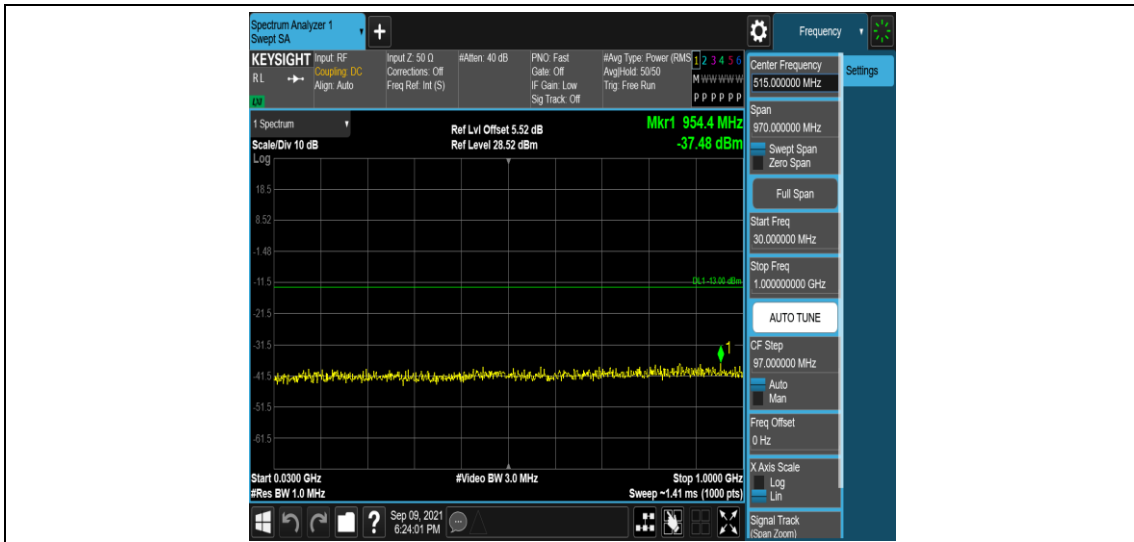 Spectrum Analyzer 1
Swept SA
+
Frequency
KEYSIGHT
RL
LXI
Input: RF
Coupling: DC
Align: Auto
Input Z: 50 Ω
Corrections: Off
Freq Ref: Int (S)
#Atten: 40 dB
PNO: Fast
Gate: Off
IF Gain: Low
Sig Track: Off
#Avg Type: Power (RMS
Avg|Hold: 50/50
Trig: Free Run
1 2 3 4 5 6
M W W W W W
P P P P P P
1 Spectrum
Scale/Div 10 dB
Log
Ref Lvl Offset 5.52 dB
Ref Level 28.52 dBm
Mkr1 954.4 MHz
-37.48 dBm
18.5
8.52
-1.48
-11.5
DL1 -13.00 dBm
-21.5
-31.5
1
-41.5
-51.5
-61.5
Start 0.0300 GHz
#Video BW 3.0 MHz
Stop 1.0000 GHz
#Res BW 1.0 MHz
Sweep ~1.41 ms (1000 pts)
?
Sep 09, 2021
6:24:01 PM
Center Frequency
515.000000 MHz
Settings
Span
970.000000 MHz
Swept Span
Zero Span
Full Span
Start Freq
30.000000 MHz
Stop Freq
1.000000000 GHz
AUTO TUNE
CF Step
97.000000 MHz
Auto
Man
Freq Offset
0 Hz
X Axis Scale
Log
Lin
Signal Track
(Span Zoom)